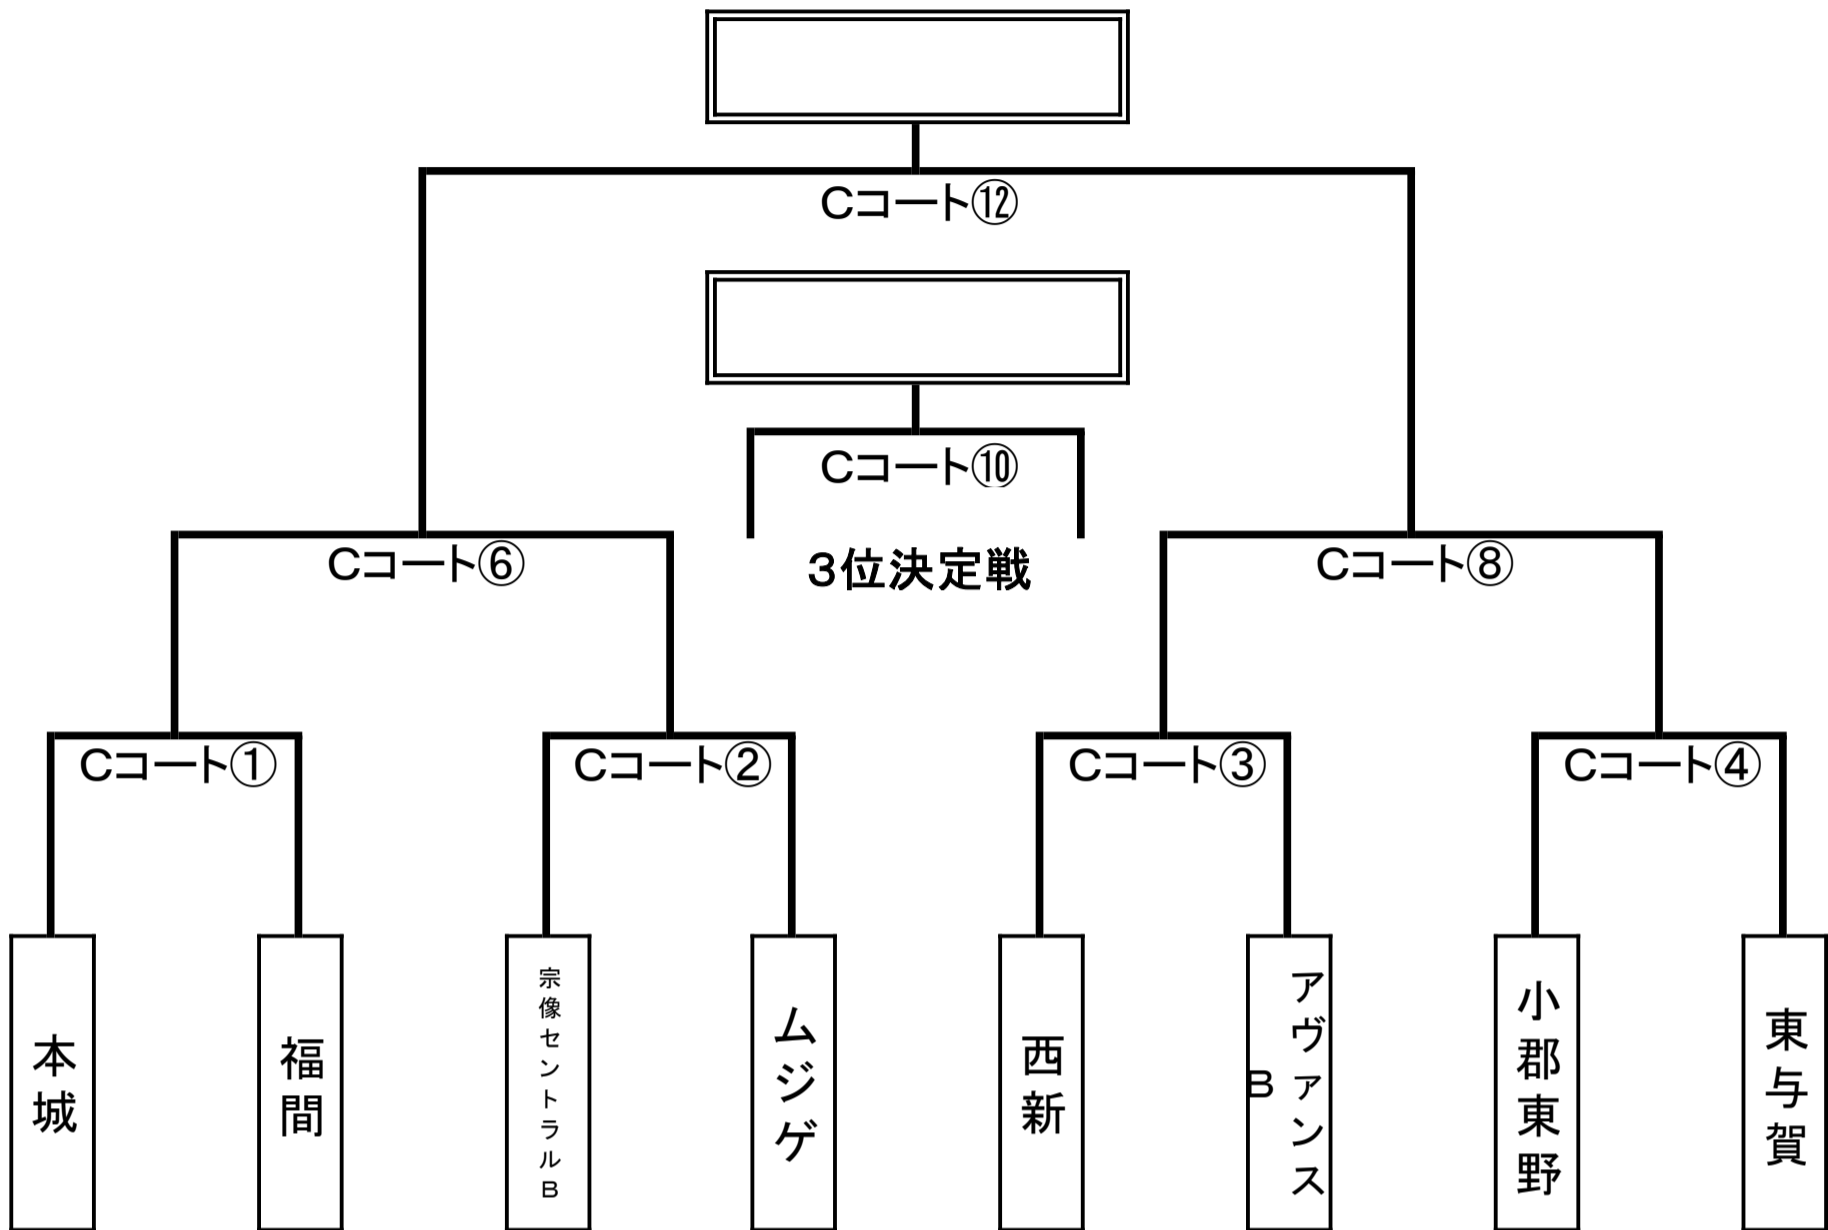 Cコート⑫
Cコート⑩
3位決定戦
Cコート⑥
Cコート⑧
Cコート①
Cコート②
Cコート③
Cコート④
本城
福間
宗像セントラルB
ムジゲ
西新
アヴァンス
B
小郡東野
東与賀